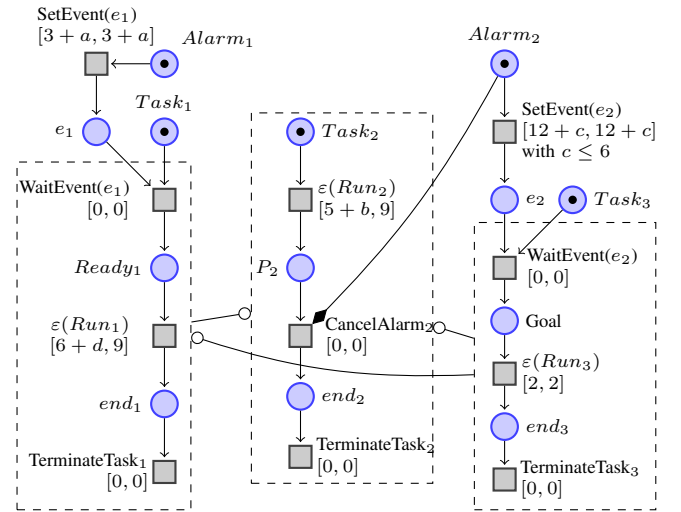 SetEvent(e₁)
[3 + a, 3 + a]
Alarm₁
Alarm₂
Task₁
e₁
Task₂
SetEvent(e₂)
[12 + c, 12 + c]
with c ≤ 6
WaitEvent(e₁)
[0, 0]
ε(Run₂)
[5 + b, 9]
e₂
Task₃
Ready₁
P₂
WaitEvent(e₂)
[0, 0]
ε(Run₁)
[6 + d, 9]
CancelAlarm₂
[0, 0]
Goal
ε(Run₃)
[2, 2]
end₁
end₂
end₃
TerminateTask₁
[0, 0]
TerminateTask₂
[0, 0]
TerminateTask₃
[0, 0]